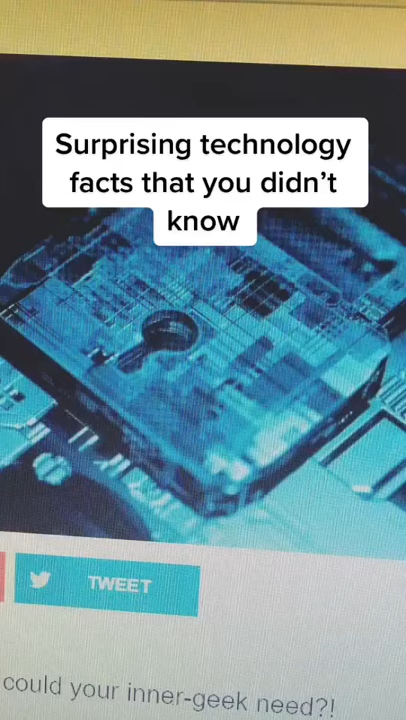 Surprising technology
facts that you didn't
know
TWEET
could your inner-geek need?!